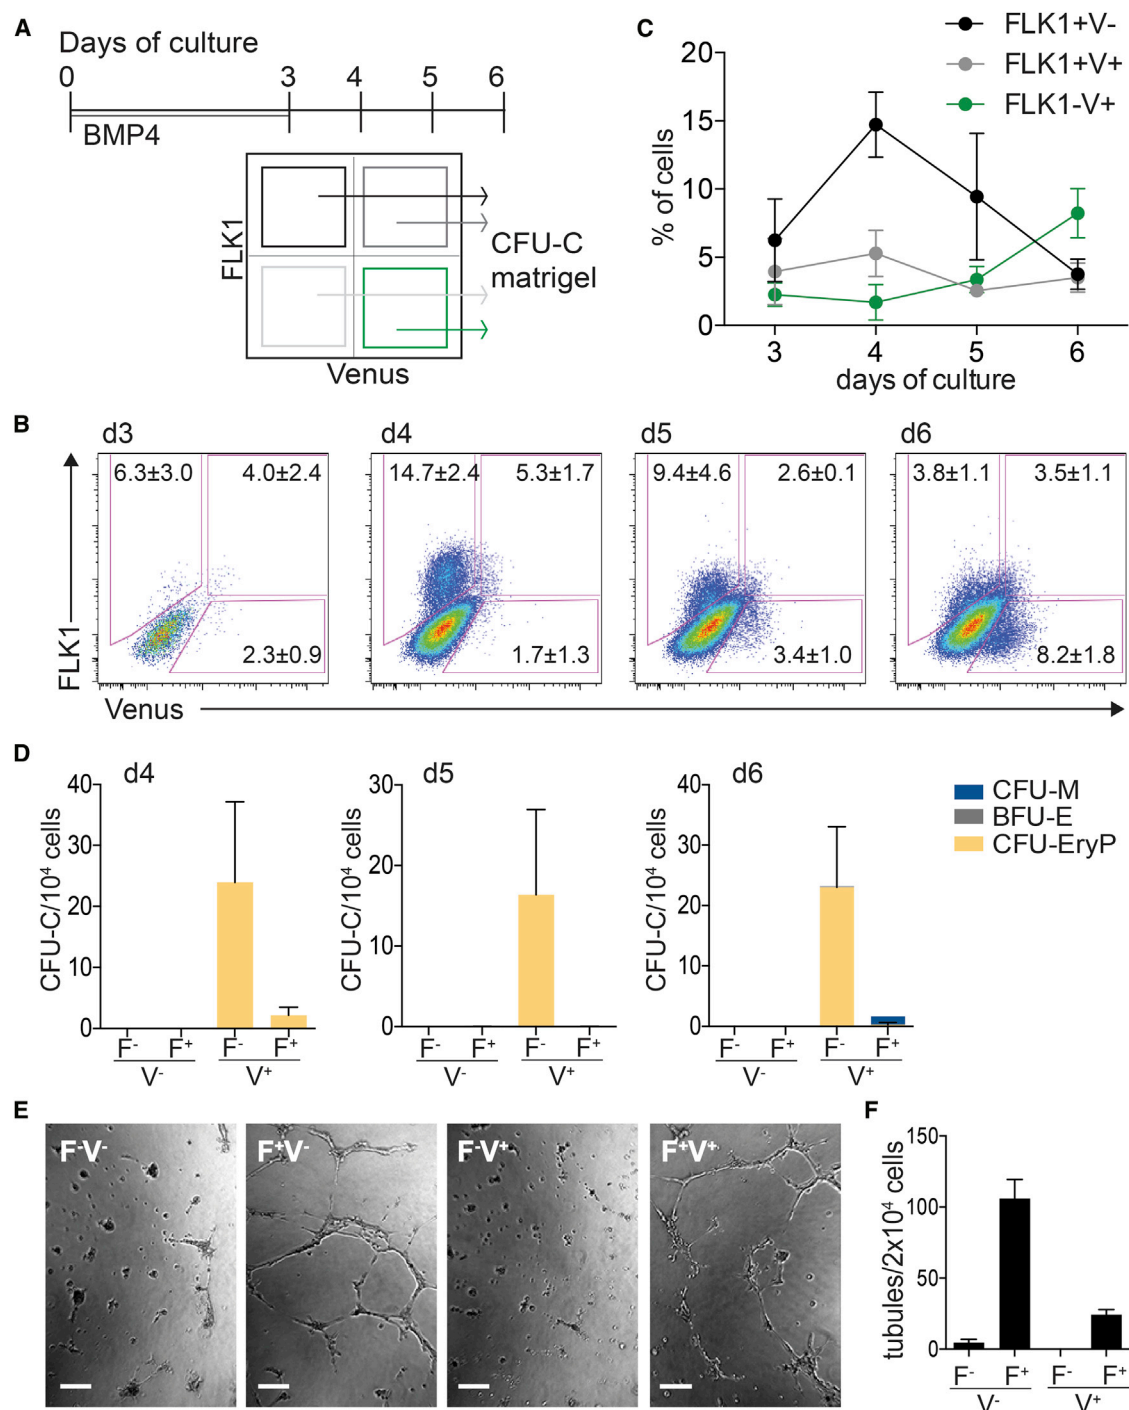 A
Days of culture
0 3 4 5 6
BMP4
FLK1
Venus
CFU-C
matrigel
C
FLK1+V-
FLK1+V+
FLK1-V+
% of cells
20
15
10
5
0
3 4 5 6
days of culture
B
d3 d4 d5 d6
6.3±3.0 4.0±2.4 14.7±2.4 5.3±1.7 9.4±4.6 2.6±0.1 3.8±1.1 3.5±1.1
2.3±0.9 1.7±1.3 3.4±1.0 8.2±1.8
FLK1
Venus
D
d4
CFU-C/10⁴ cells
40
30
20
10
0
F⁻ F⁺ F⁻ F⁺
V⁻ V⁺
d5
CFU-C/10⁴ cells
30
20
10
0
F⁻ F⁺ F⁻ F⁺
V⁻ V⁺
d6
CFU-C/10⁴ cells
40
30
20
10
0
F⁻ F⁺ F⁻ F⁺
V⁻ V⁺
CFU-M
BFU-E
CFU-EryP
E
F⁻V⁻ F⁺V⁻ F⁻V⁺ F⁺V⁺
F
tubules/2x10⁴ cells
150
100
50
0
F⁻ F⁺ F⁻ F⁺
V⁻ V⁺